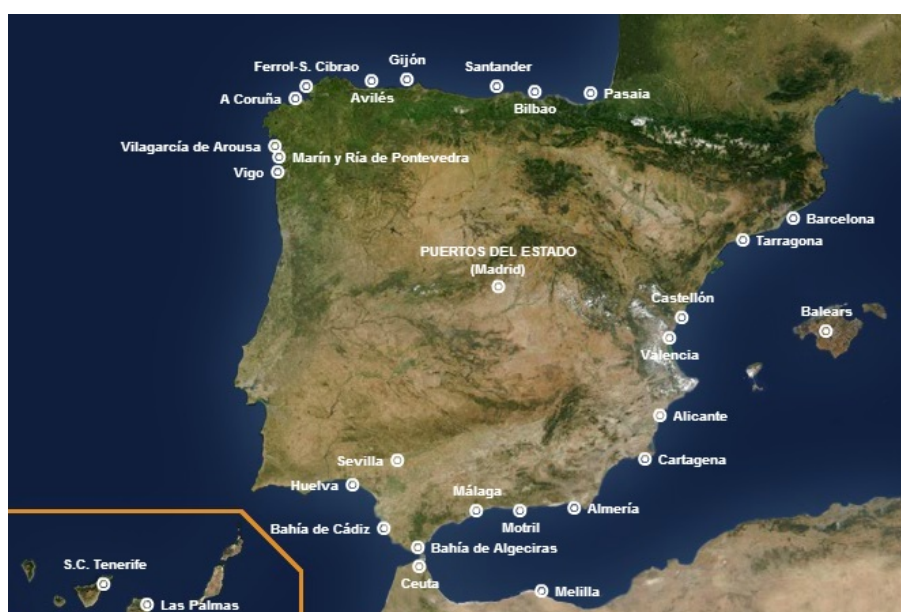 Gijón
Ferrol-S. Cibrao
Santander
A Coruña
Avilés
Bilbao
Pasaia
Vilagarcía de Arousa
Marín y Ría de Pontevedra
Vigo
Barcelona
Tarragona
PUERTOS DEL ESTADO
(Madrid)
Castellón
Balears
Valencia
Alicante
Sevilla
Cartagena
Huelva
Málaga
Almería
Bahía de Cádiz
Motril
Bahía de Algeciras
S.C. Tenerife
Ceuta
Melilla
Las Palmas